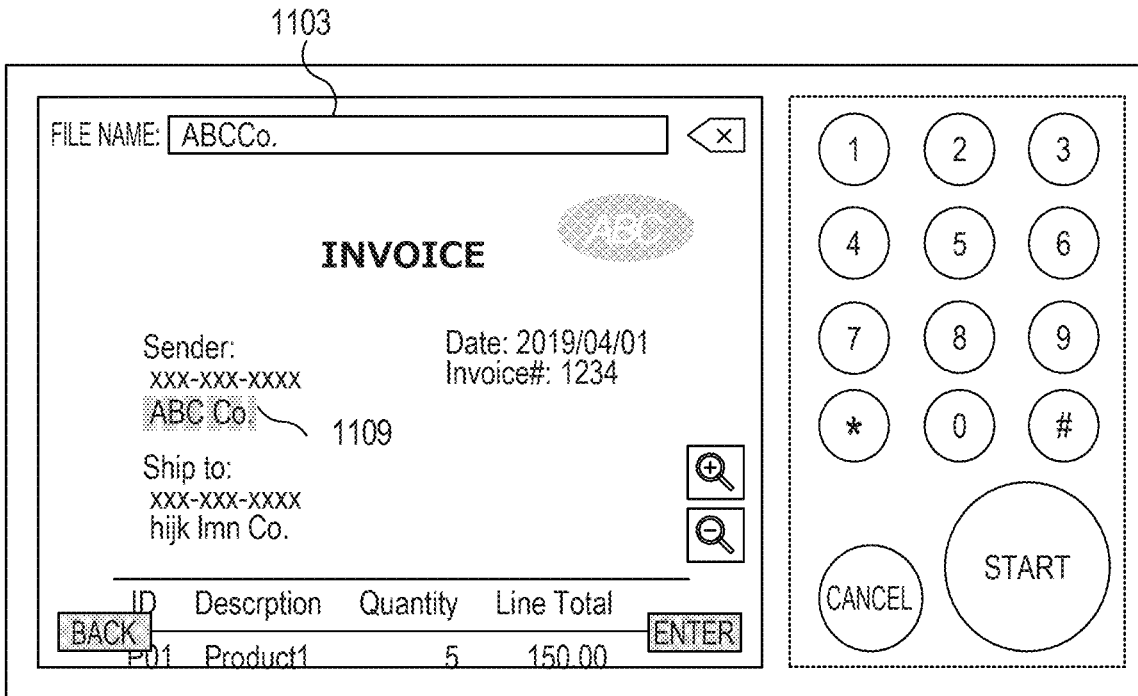 1103
FILE NAME: ABCCo. ×
ABC
INVOICE
Sender:
xxx-xxx-xxxx
ABC Co.
1109
Date: 2019/04/01
Invoice#: 1234
Ship to:
xxx-xxx-xxxx
hijk lmn Co.
ID Descrption Quantity Line Total
BACK ENTER
P01 Product1 5 150.00
1 2 3
4 5 6
7 8 9
* 0 #
CANCEL START